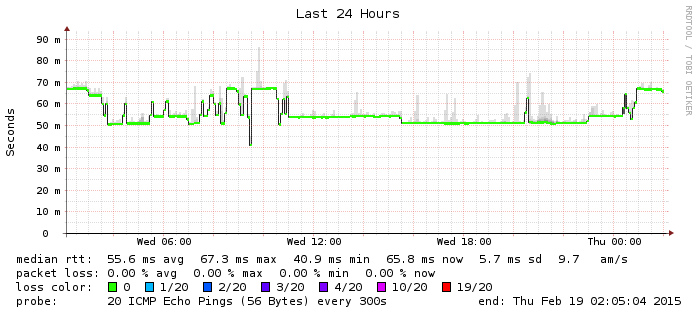 Last 24 Hours
RRDTOOL / TOBI OETIKER
Seconds
90 m
80 m
70 m
60 m
50 m
40 m
30 m
20 m
10 m
0
Wed 06:00 Wed 12:00 Wed 18:00 Thu 00:00
median rtt: 55.6 ms avg 67.3 ms max 40.9 ms min 65.8 ms now 5.7 ms sd 9.7 am/s
packet loss: 0.00 % avg 0.00 % max 0.00 % min 0.00 % now
loss color: 0 1/20 2/20 3/20 4/20 10/20 19/20
probe: 20 ICMP Echo Pings (56 Bytes) every 300s end: Thu Feb 19 02:05:04 2015